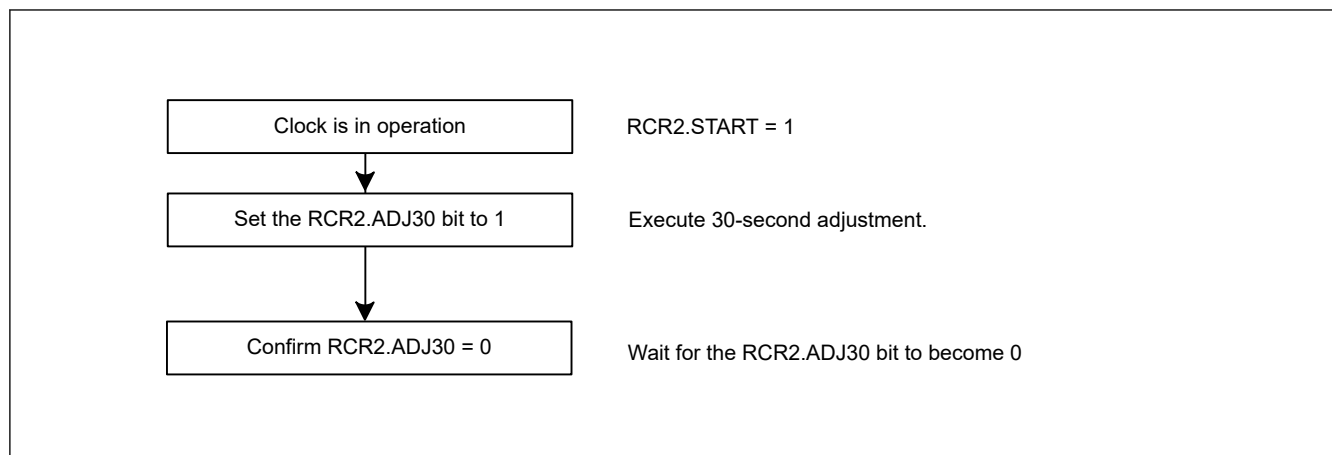 Clock is in operation
RCR2.START = 1
Set the RCR2.ADJ30 bit to 1
Execute 30-second adjustment.
Confirm RCR2.ADJ30 = 0
Wait for the RCR2.ADJ30 bit to become 0